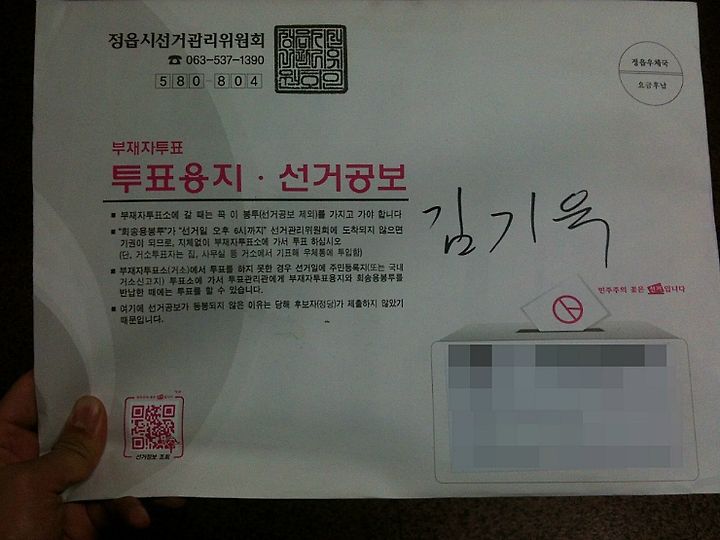 정읍시선거관리위원회
☎ 063-537-1390
580-804
정읍우체국
요금후납
부재자투표
투표용지 · 선거공보
■ 부재자투표소에 갈 때는 꼭 이 봉투(선거공보 제외)를 가지고 가야 합니다
■ "회송용봉투"가 "선거일 오후 6시까지" 선거관리위원회에 도착되지 않으면
기권이 되므로, 지체없이 부재자투표소에 가서 투표 하십시오
(단, 거소투표자는 집, 사무실 등 거소에서 기표해 우체통에 투입함)
■ 부재자투표소(거소)에서 투표를 하지 못한 경우 선거일에 주민등록지(또는 국내
거소신고지) 투표소에 가서 투표관리관에게 부재자투표용지와 회송용봉투를
반납한 때에는 투표를 할 수 있습니다.
■ 여기에 선거공보가 동봉되지 않은 이유는 당해 후보자(정당)가 제출하지 않았기
때문입니다.
김기욱
민주주의 꽃은 선거입니다
선거정보 조회